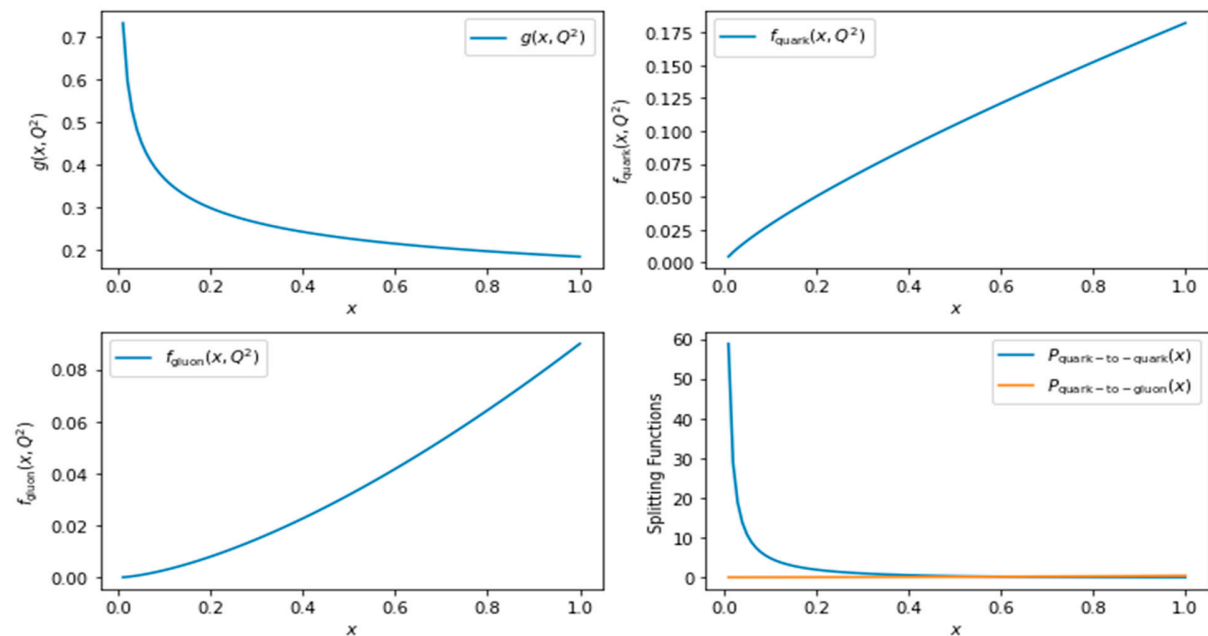 g(x, Q²)
0.7
0.6
0.5
0.4
0.3
0.2
g(x, Q²)
0.0 0.2 0.4 0.6 0.8 1.0
x
f_quark(x, Q²)
0.175
0.150
0.125
0.100
0.075
0.050
0.025
0.000
f_quark(x, Q²)
0.0 0.2 0.4 0.6 0.8 1.0
x
f_gluon(x, Q²)
0.08
0.06
0.04
0.02
0.00
f_gluon(x, Q²)
0.0 0.2 0.4 0.6 0.8 1.0
x
P_quark−to−quark(x)
P_quark−to−gluon(x)
60
50
40
30
20
10
0
Splitting Functions
0.0 0.2 0.4 0.6 0.8 1.0
x